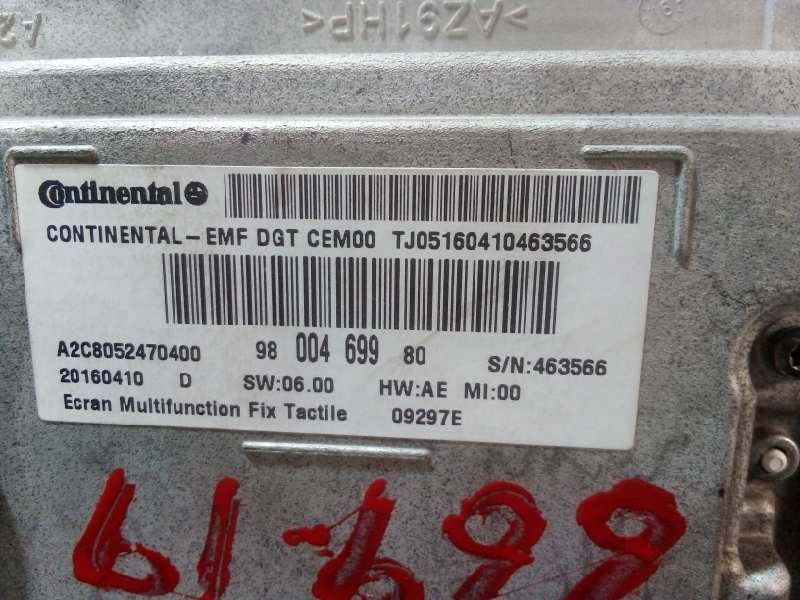 >AZ91HP<
Continental
CONTINENTAL-EMF DGT CEM00 TJ05160410463566
A2C8052470400 98 004 699 80 S/N:463566
20160410 D SW:06.00 HW:AE MI:00
Ecran Multifunction Fix Tactile 09297E